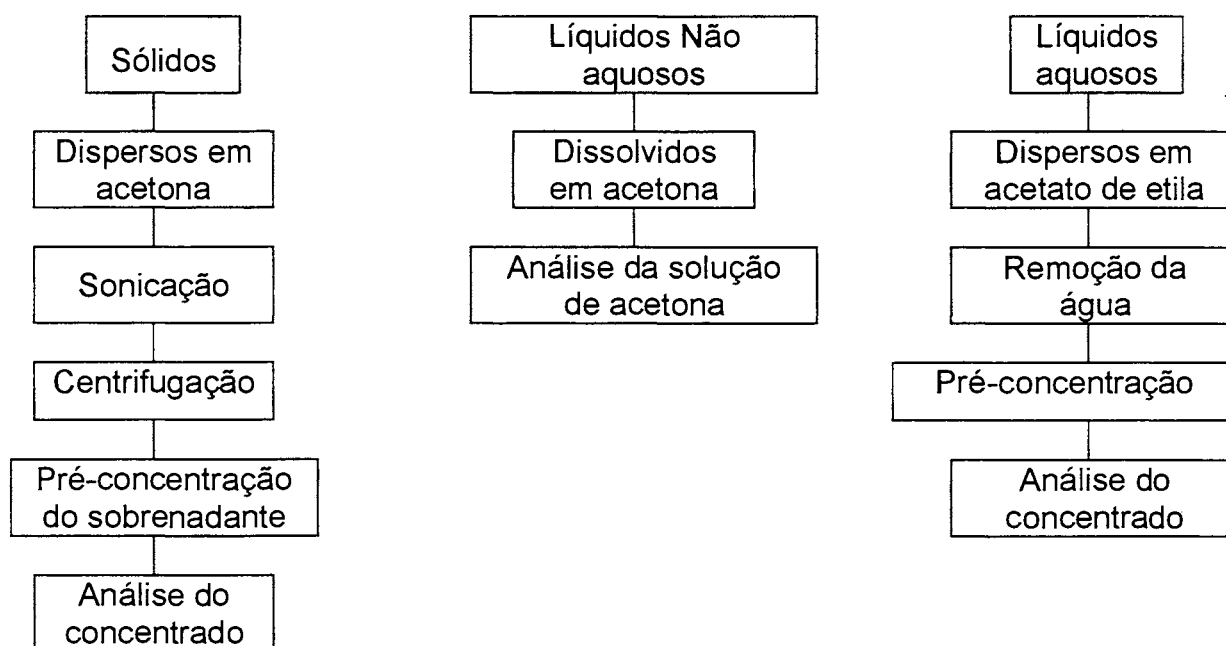 Sólidos
Dispersos em
acetona
Sonicação
Centrifugação
Pré-concentração
do sobrenadante
Análise do
concentrado
Líquidos Não
aquosos
Dissolvidos
em acetona
Análise da solução
de acetona
Líquidos
aquosos
Dispersos em
acetato de etila
Remoção da
água
Pré-concentração
Análise do
concentrado